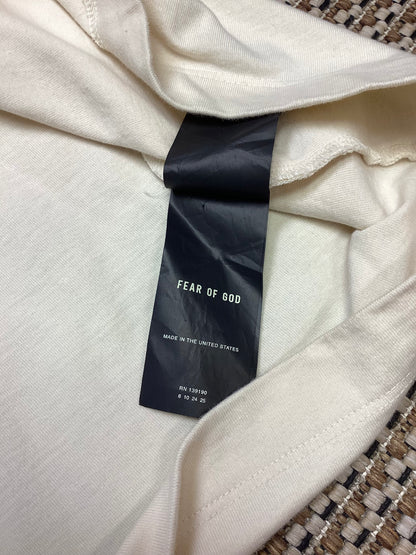 FEAR OF GOD
MADE IN THE UNITED STATES
RN 139190
6 10 24 25